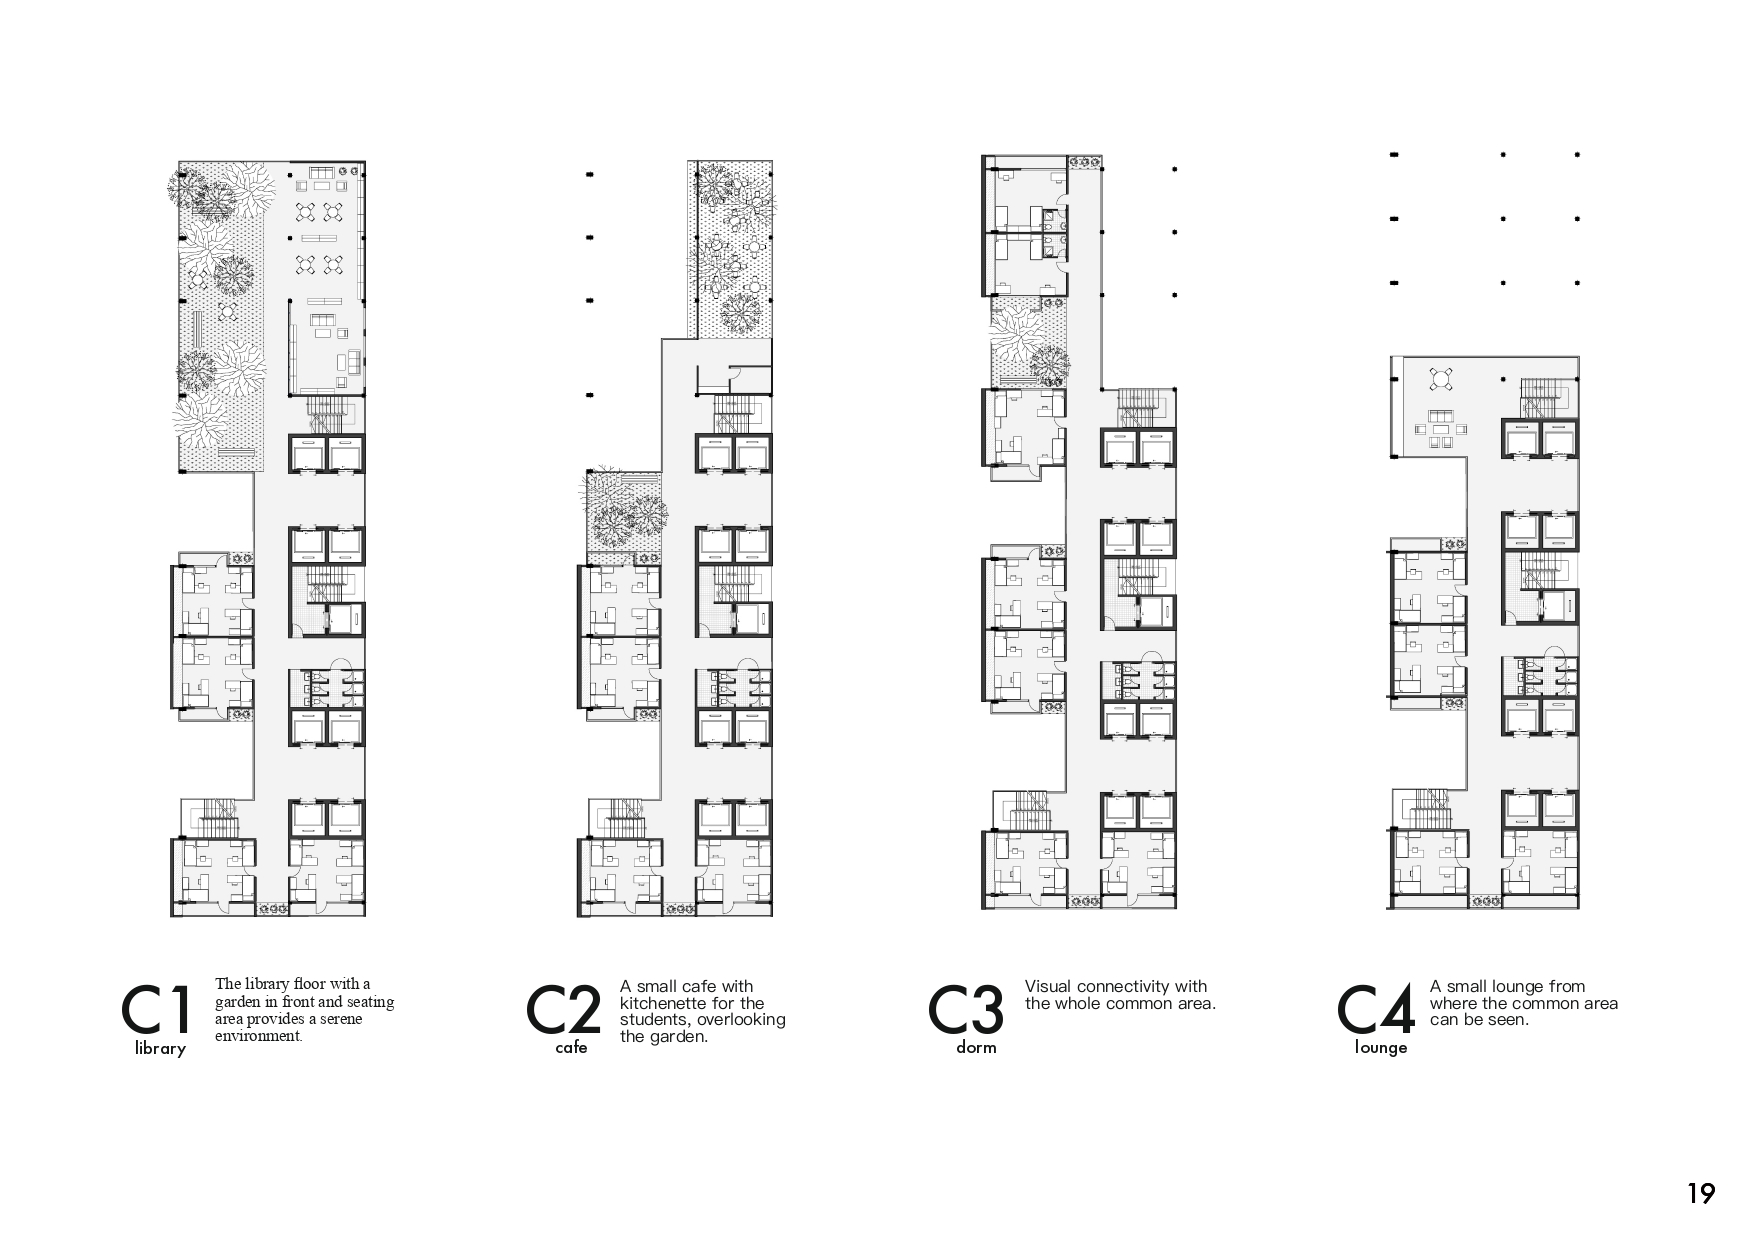 C1
library
The library floor with a
garden in front and seating
area provides a serene
environment.
C2
cafe
A small cafe with
kitchenette for the
students, overlooking
the garden.
C3
dorm
Visual connectivity with
the whole common area.
C4
lounge
A small lounge from
where the common area
can be seen.
19